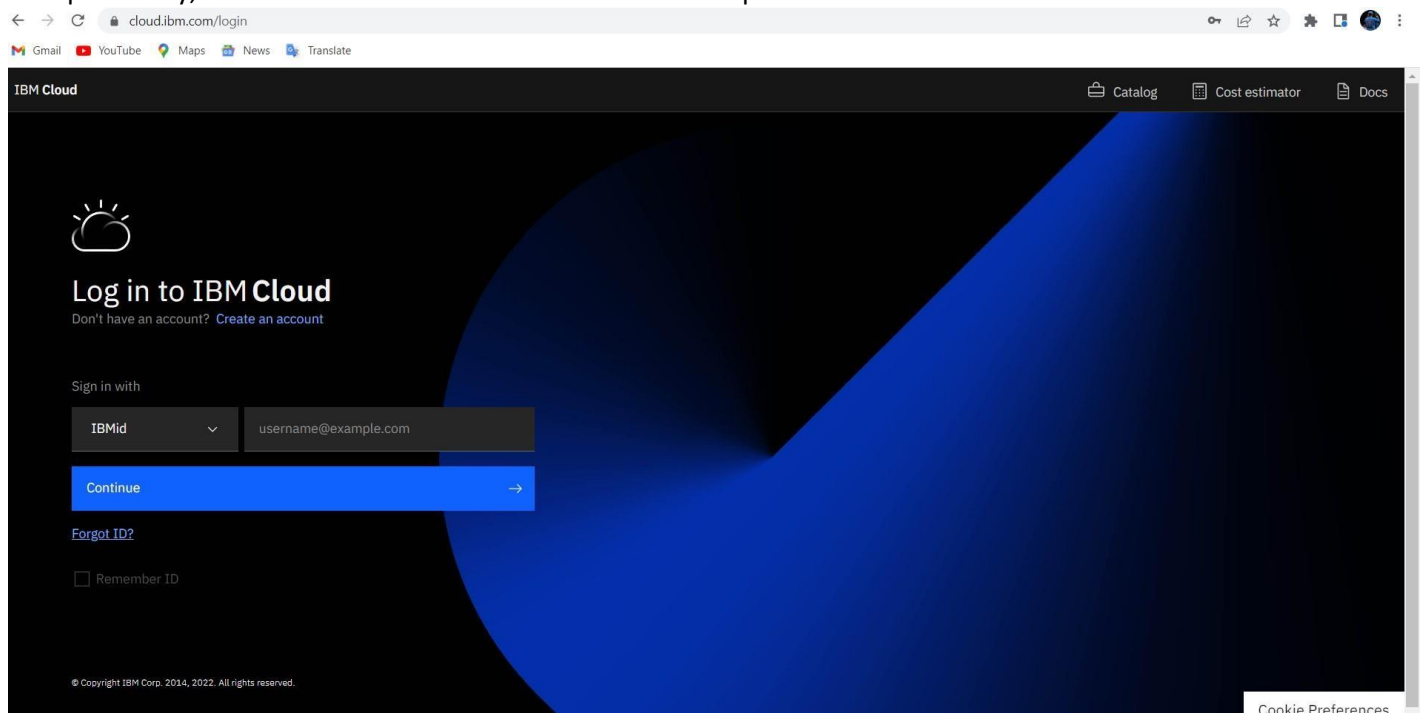 cloud.ibm.com/login
Gmail YouTube Maps News Translate
IBM Cloud Catalog Cost estimator Docs
Log in to IBM Cloud
Don't have an account? Create an account
Sign in with
IBMid username@example.com
Continue
Forgot ID?
Remember ID
© Copyright IBM Corp. 2014, 2022. All rights reserved.
Cookie Preferences